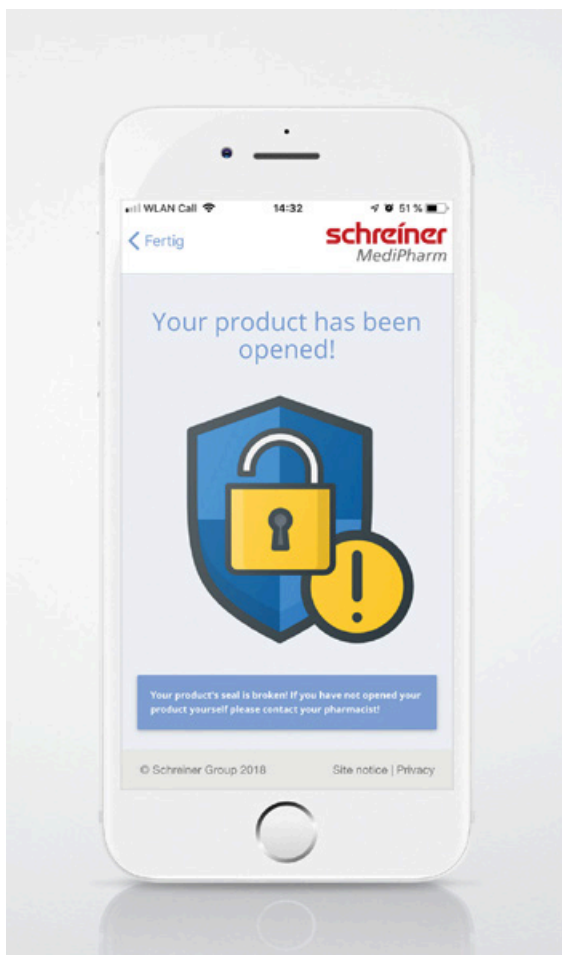 WLAN Call 14:32 51 %
Fertig
schreiner
MediPharm
Your product has been
opened!
Your product's seal is broken! If you have not opened your
product yourself please contact your pharmacist!
© Schreiner Group 2018 Site notice | Privacy